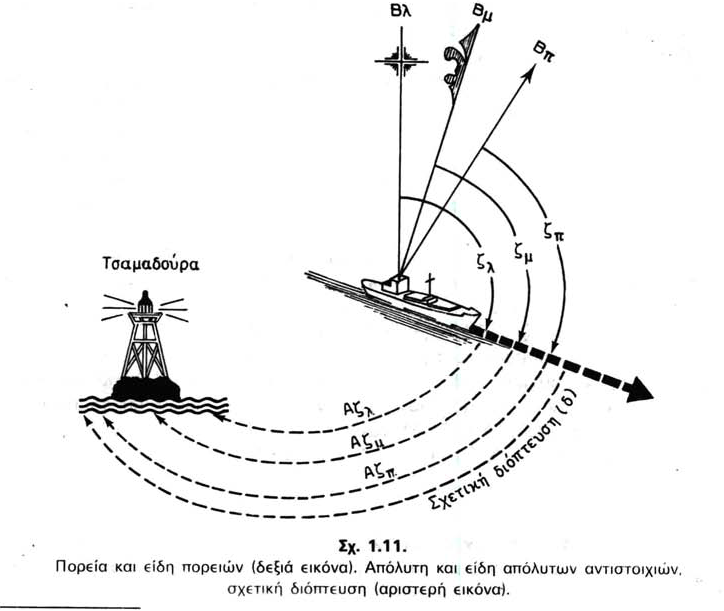 Βλ
Βμ
Βπ
ζλ
ζμ
ζπ
Τσαμαδούρα
Αζλ
Αζμ
Αζπ
Σχετική διόπτευση (δ)
Σχ. 1.11.
Πορεία και είδη πορειών (δεξιά εικόνα). Απόλυτη και είδη απόλυτων αντιστοιχιών,
σχετική διόπτευση (αριστερή εικόνα).